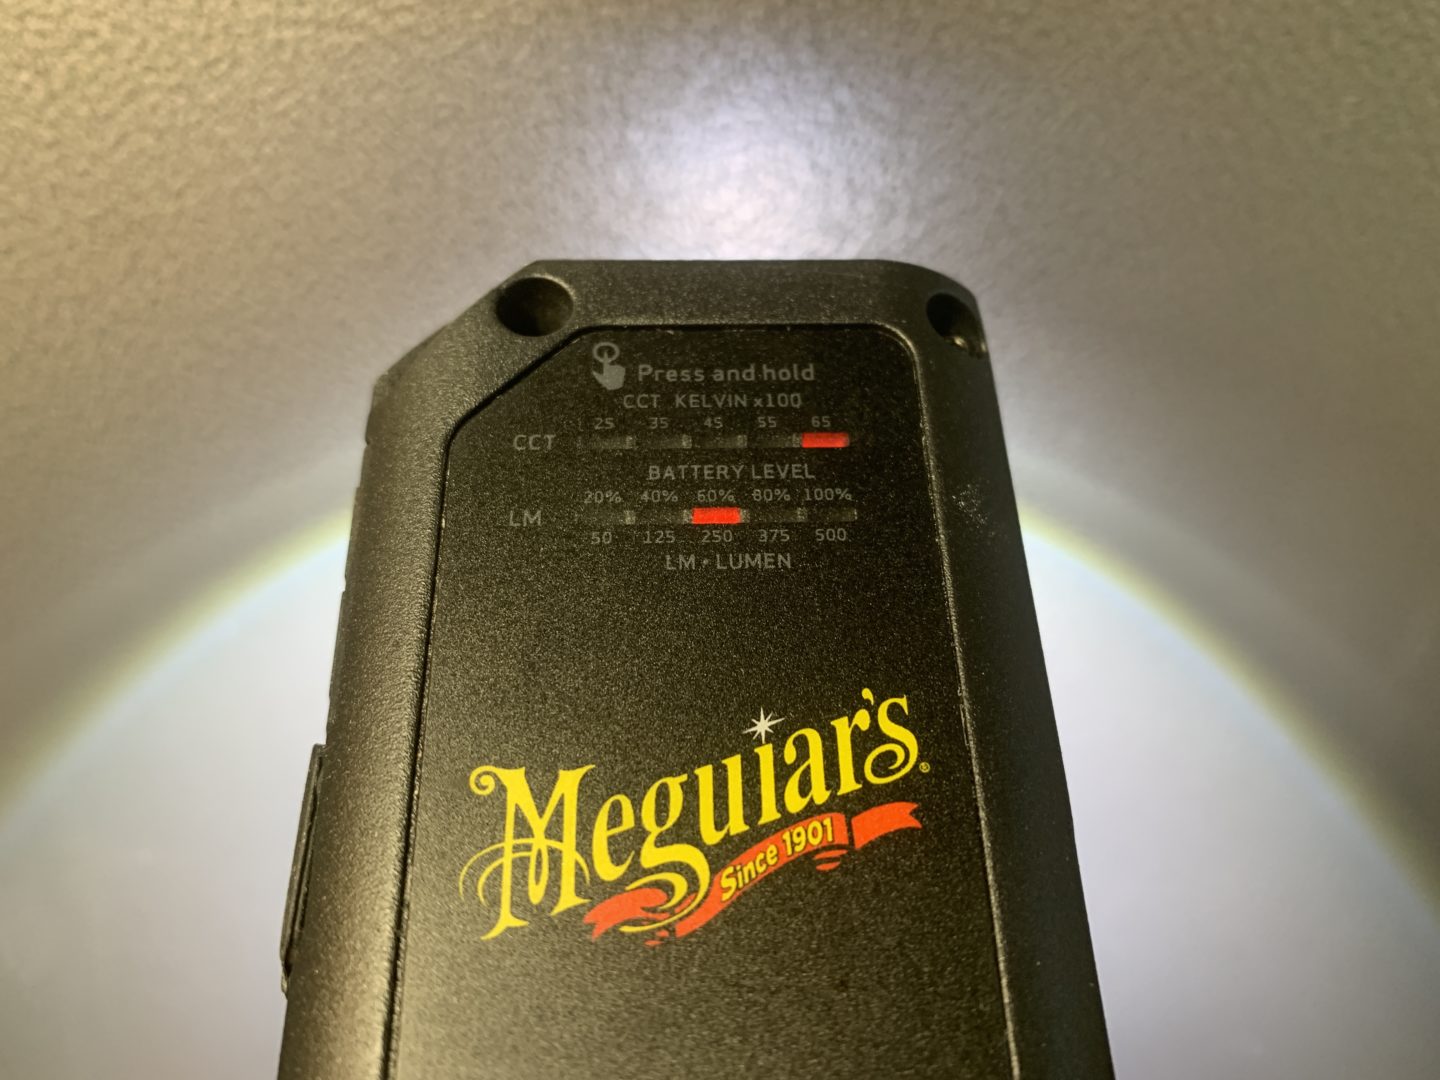 Press and hold
CCT KELVIN x100
25 35 45 55 65
CCT
BATTERY LEVEL
20% 40% 60% 80% 100%
LM
50 125 250 375 500
LM • LUMEN
Meguiar's®
Since 1901